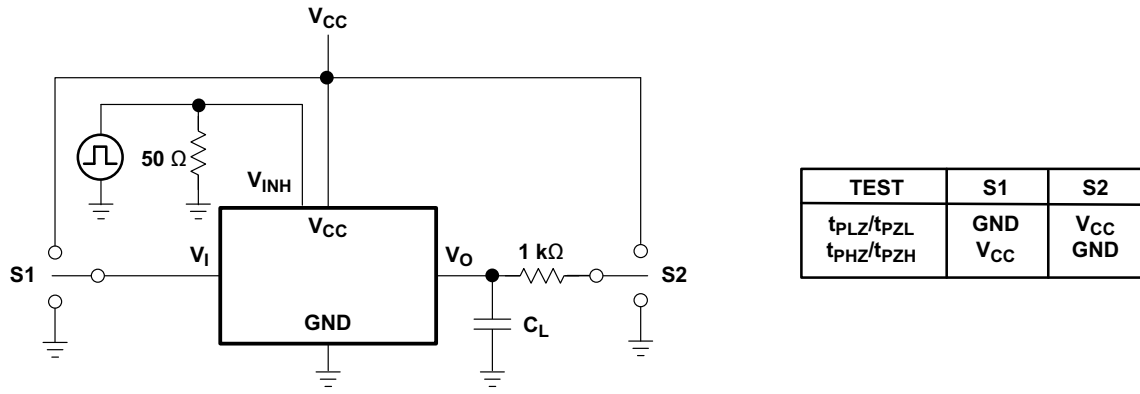 VCC
50 Ω
VINH
VCC
VI
VO
1 kΩ
S1
S2
GND
CL
TEST S1 S2
tPLZ/tPZL GND VCC
tPHZ/tPZH VCC GND